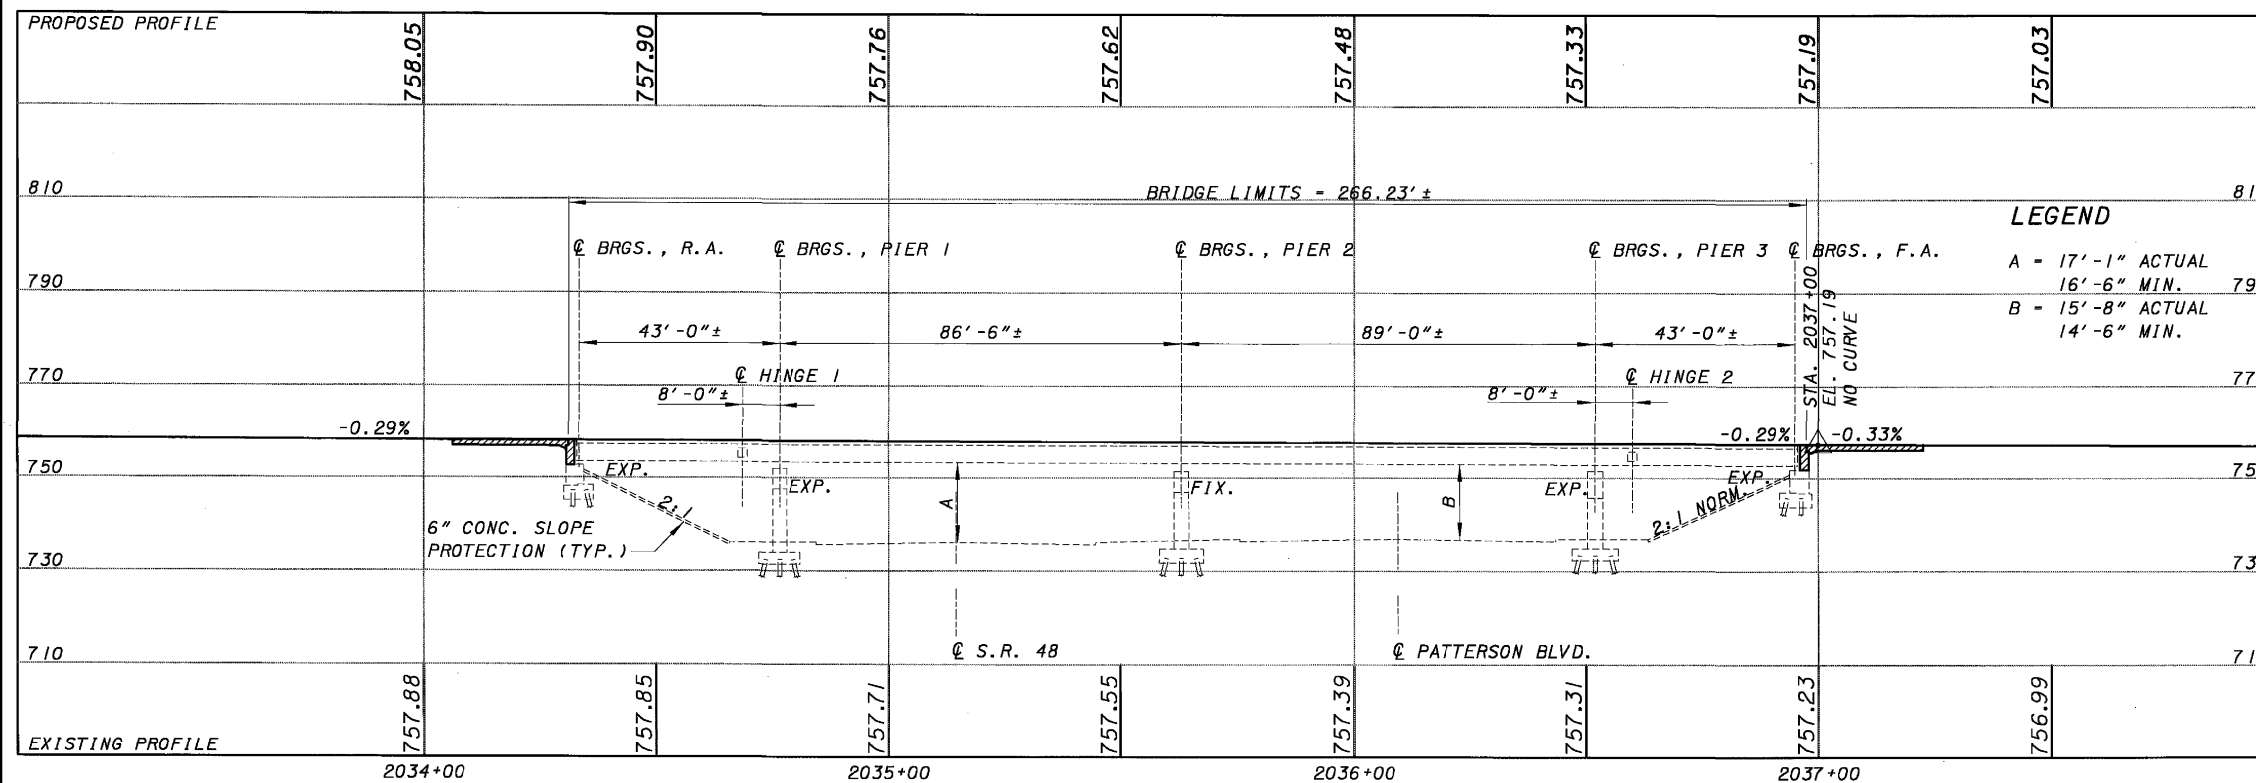 PROPOSED PROFILE
758.05
757.90
757.76
757.62
757.48
757.33
757.19
757.03
810
BRIDGE LIMITS = 266.23'±
81
LEGEND
℄ BRGS., R.A.
℄ BRGS., PIER 1
℄ BRGS., PIER 2
℄ BRGS., PIER 3
℄ BRGS., F.A.
A = 17'-1" ACTUAL
16'-6" MIN.
B = 15'-8" ACTUAL
14'-6" MIN.
790
79
STA. 2037+00
EL. 757.19
NO CURVE
43'-0"±
86'-6"±
89'-0"±
43'-0"±
770
℄ HINGE 1
℄ HINGE 2
77
8'-0"±
8'-0"±
-0.29%
-0.29%
-0.33%
750
EXP.
EXP.
FIX.
EXP.
EXP.
75
A
B
2:1
2:1 NORM.
6" CONC. SLOPE
PROTECTION (TYP.)
730
73
710
℄ S.R. 48
℄ PATTERSON BLVD.
71
757.88
757.85
757.71
757.55
757.39
757.31
757.23
756.99
EXISTING PROFILE
2034+00
2035+00
2036+00
2037+00